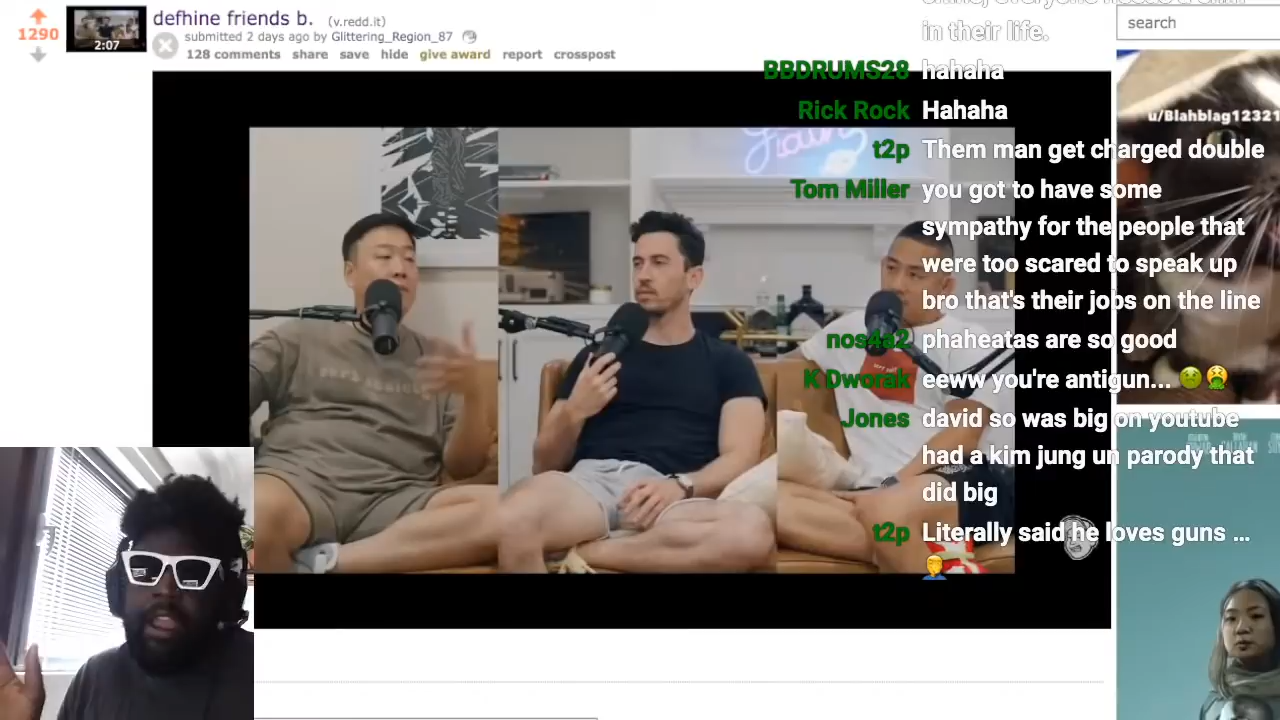 1290
2:07
defhine friends b. (v.redd.it)
submitted 2 days ago by Glittering_Region_87
128 comments share save hide give award report crosspost
search
in their life.
BBDRUMS28 hahaha
Rick Rock Hahaha
t2p Them man get charged double
Tom Miller you got to have some
sympathy for the people that
were too scared to speak up
bro that's their jobs on the line
nos4a2 phaheatas are so good
K Dworak eeww you're antigun... 🤢🤮
Jones david so was big on youtube
had a kim jung un parody that
did big
t2p Literally said he loves guns ...
🤦‍♂️
u/Blahblag12321